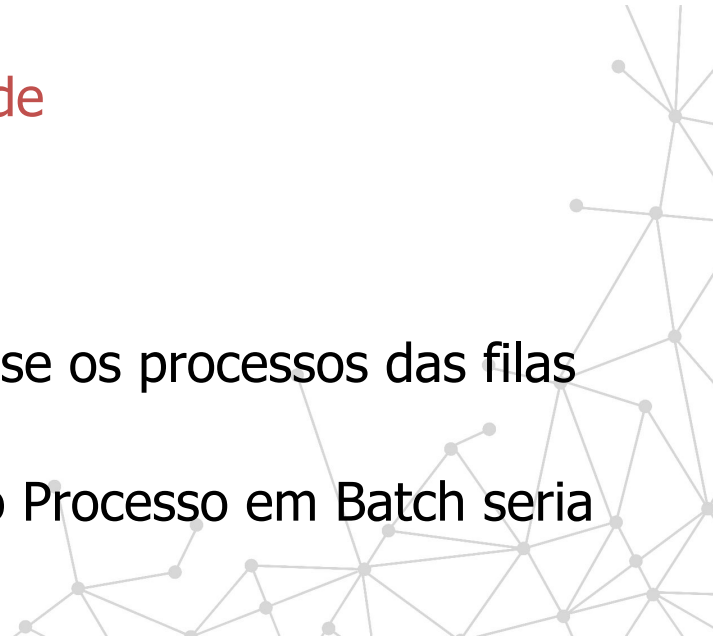 de
se os processos das filas
o Processo em Batch seria